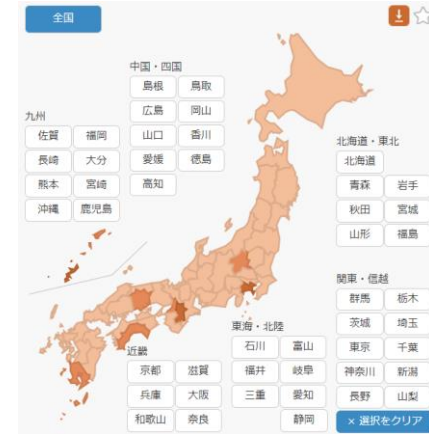 全国
中国・四国
島根 鳥取
広島 岡山
山口 香川
愛媛 徳島
高知
九州
佐賀 福岡
長崎 大分
熊本 宮崎
沖縄 鹿児島
北海道・東北
北海道
青森 岩手
秋田 宮城
山形 福島
関東・信越
群馬 栃木
茨城 埼玉
東京 千葉
神奈川 新潟
長野 山梨
× 選択をクリア
東海・北陸
石川 富山
福井 岐阜
三重 愛知
静岡
近畿
京都 滋賀
兵庫 大阪
和歌山 奈良